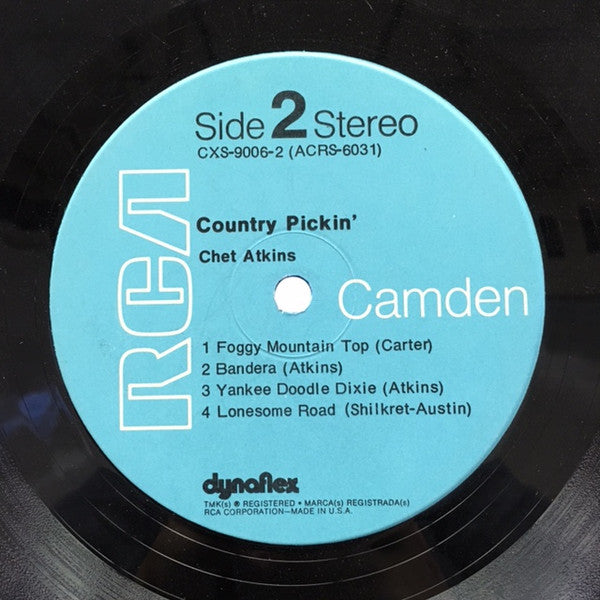 Side 2 Stereo
CXS-9006-2 (ACRS-6031)
RCA
Country Pickin'
Chet Atkins
Camden
1 Foggy Mountain Top (Carter)
2 Bandera (Atkins)
3 Yankee Doodle Dixie (Atkins)
4 Lonesome Road (Shilkret-Austin)
dynaflex
TMK(s) ® REGISTERED • MARCA(s) REGISTRADA(s)
RCA CORPORATION—MADE IN U.S.A.